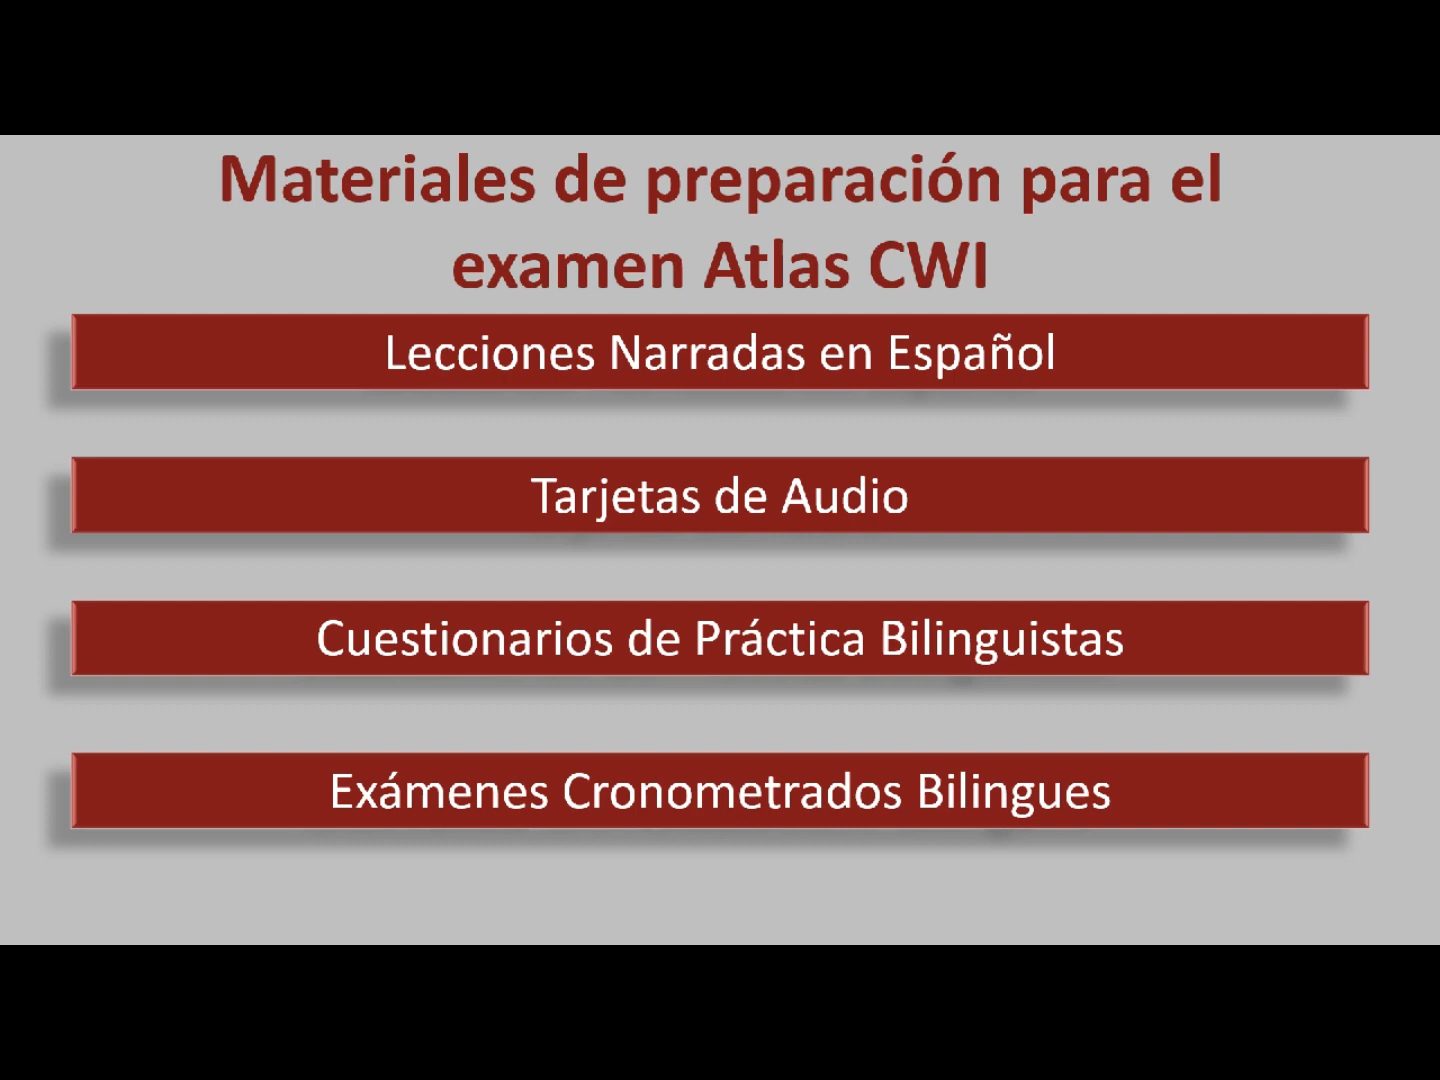 Materiales de preparación para el
examen Atlas CWI
Lecciones Narradas en Español
Tarjetas de Audio
Cuestionarios de Práctica Bilinguistas
Exámenes Cronometrados Bilingues